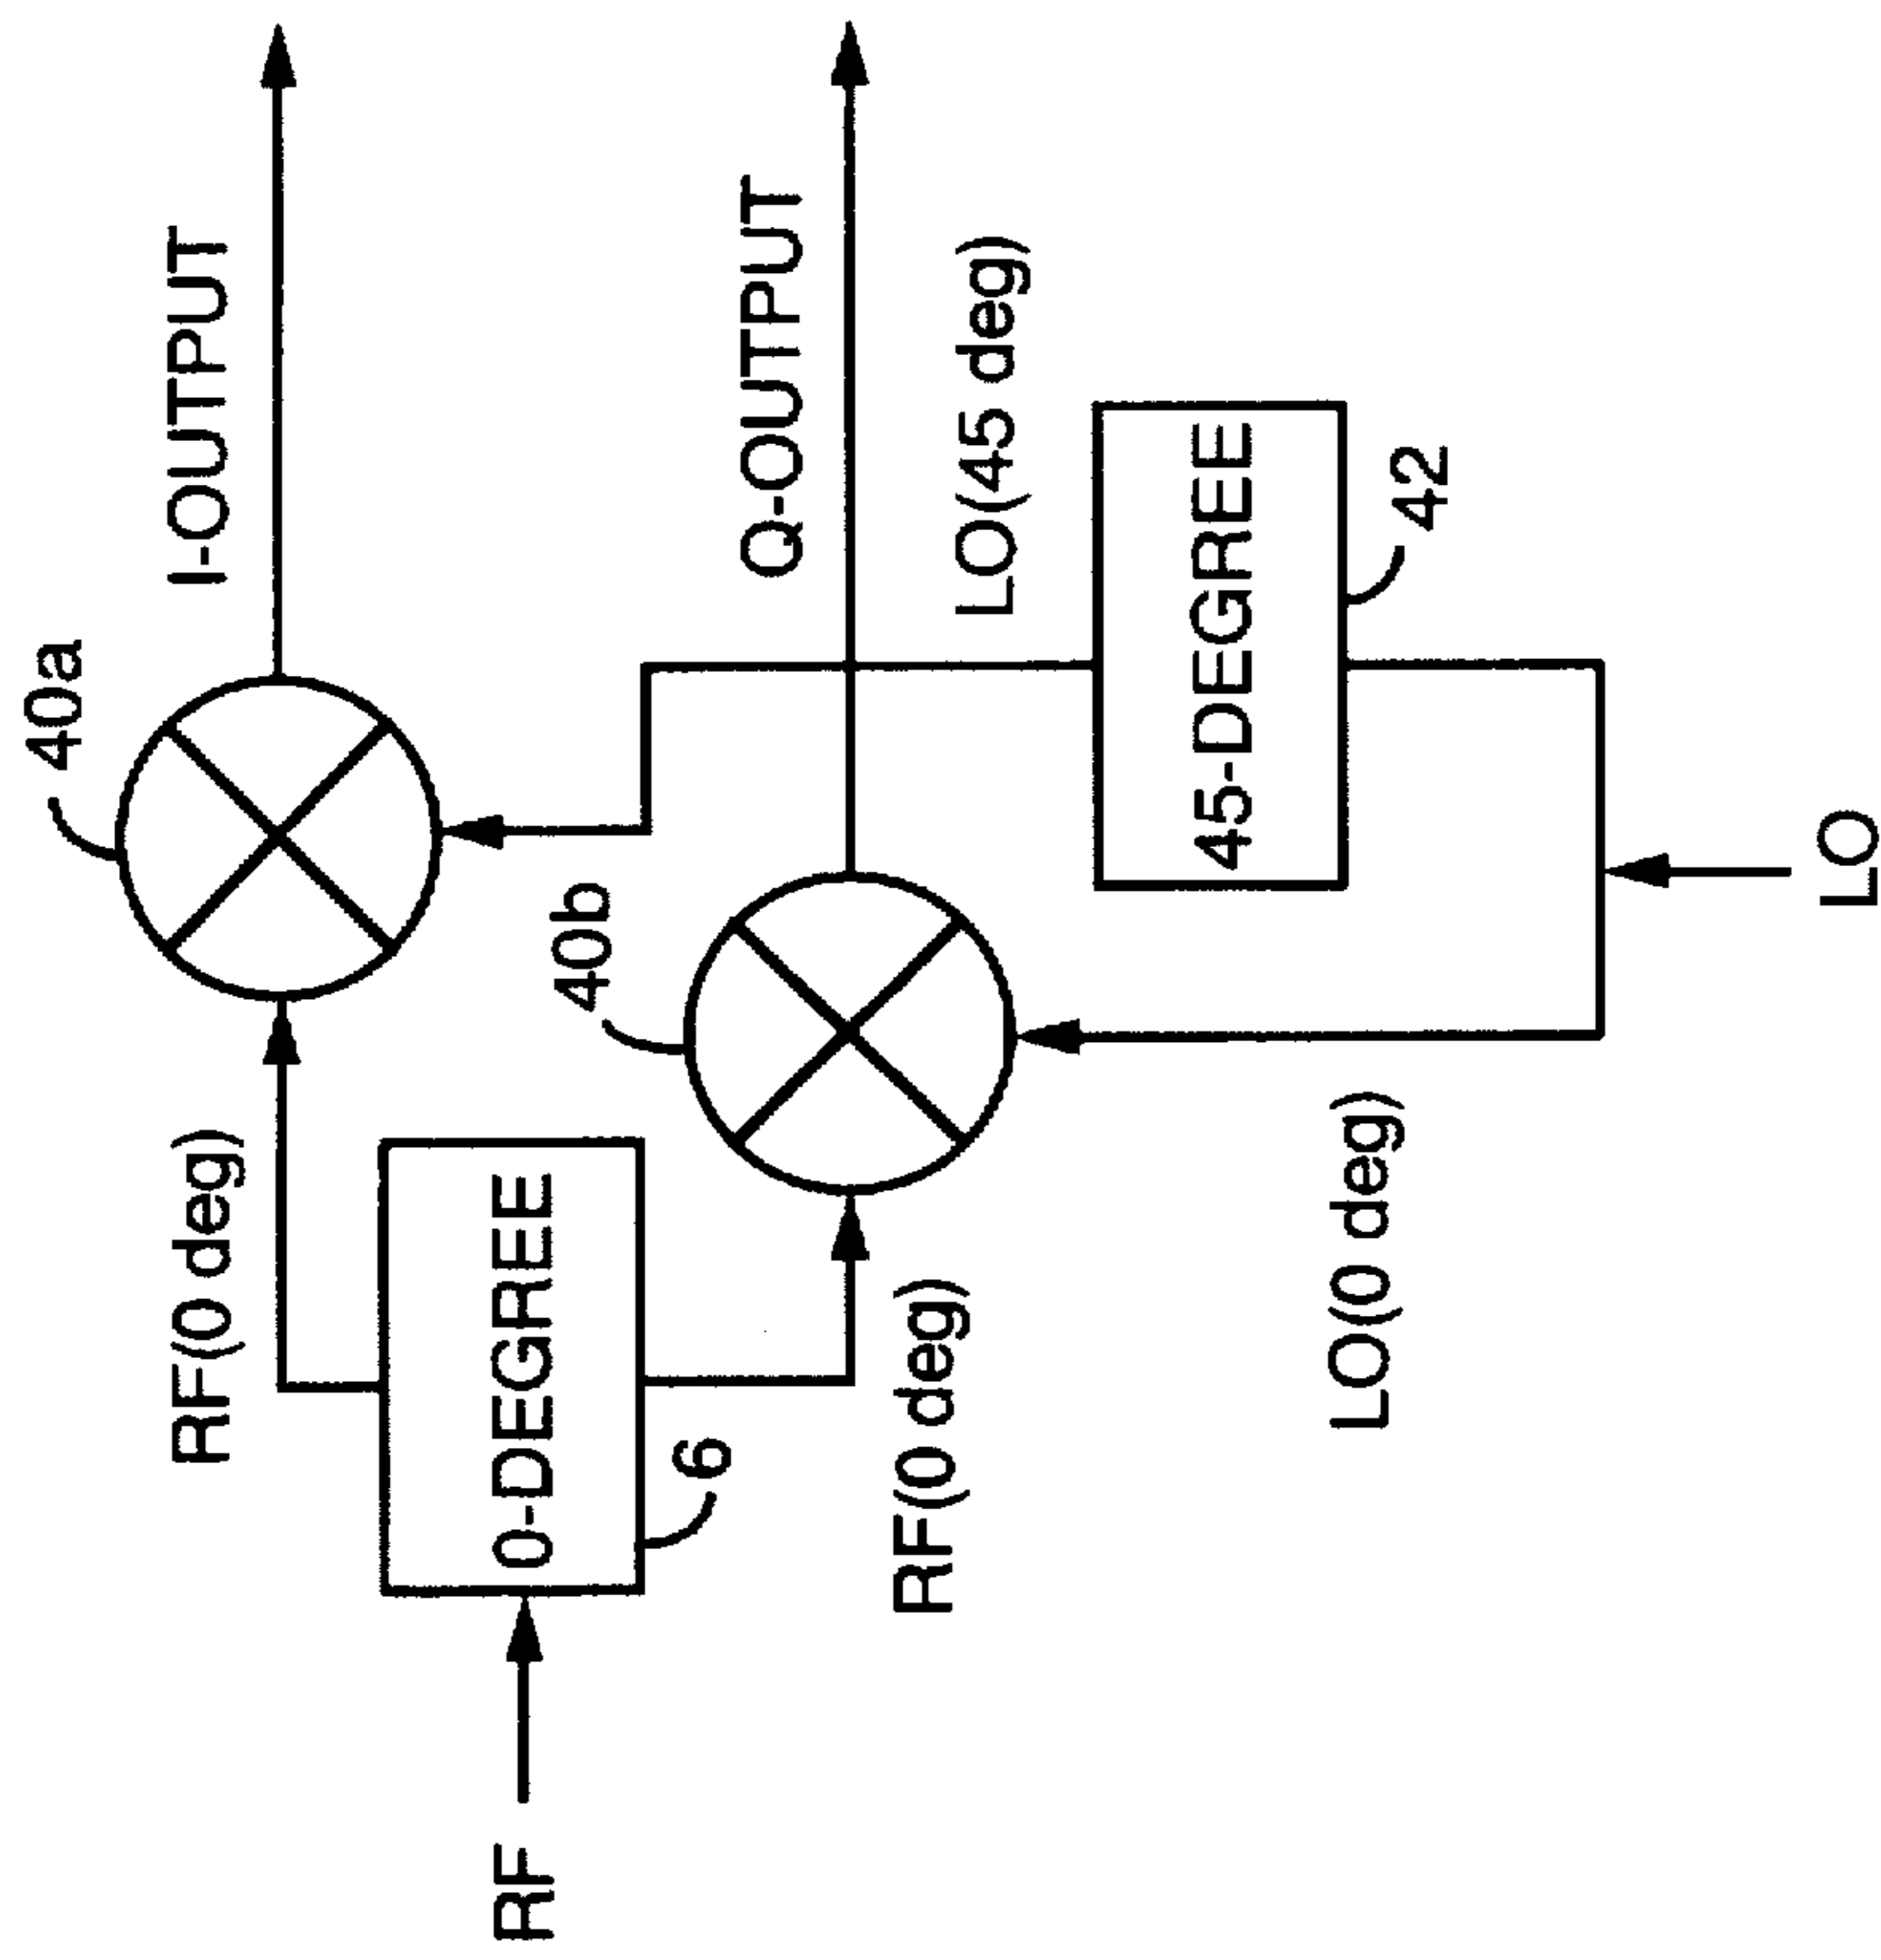 40a
I-OUTPUT
RF(0 deg)
40b
RF
0-DEGREE
6
Q-OUTPUT
RF(0 deg)
LO(45 deg)
45-DEGREE
42
LO(0 deg)
LO